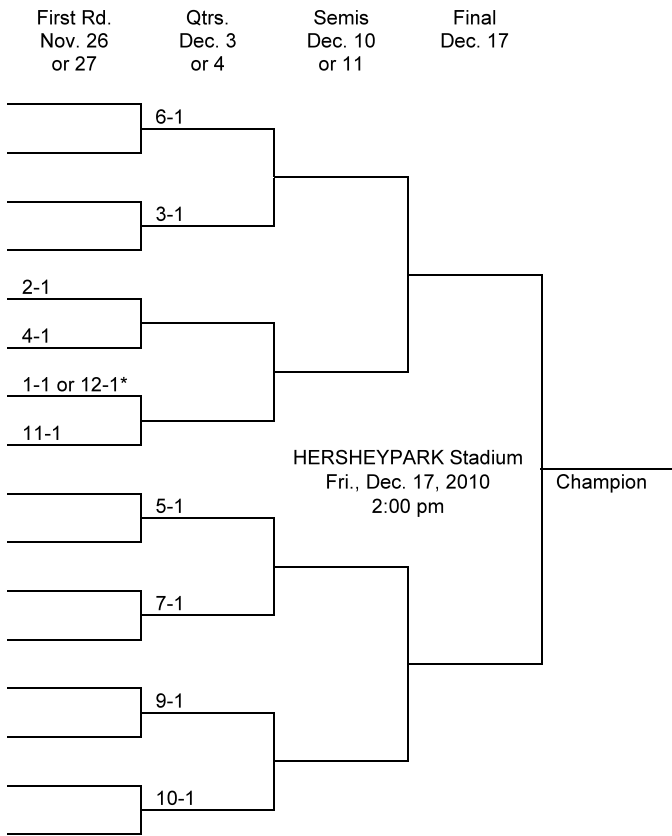 First Rd.
Nov. 26
or 27
Qtrs.
Dec. 3
or 4
Semis
Dec. 10
or 11
Final
Dec. 17
6-1
3-1
2-1
4-1
1-1 or 12-1*
11-1
HERSHEYPARK Stadium
Fri., Dec. 17, 2010
2:00 pm
Champion
5-1
7-1
9-1
10-1